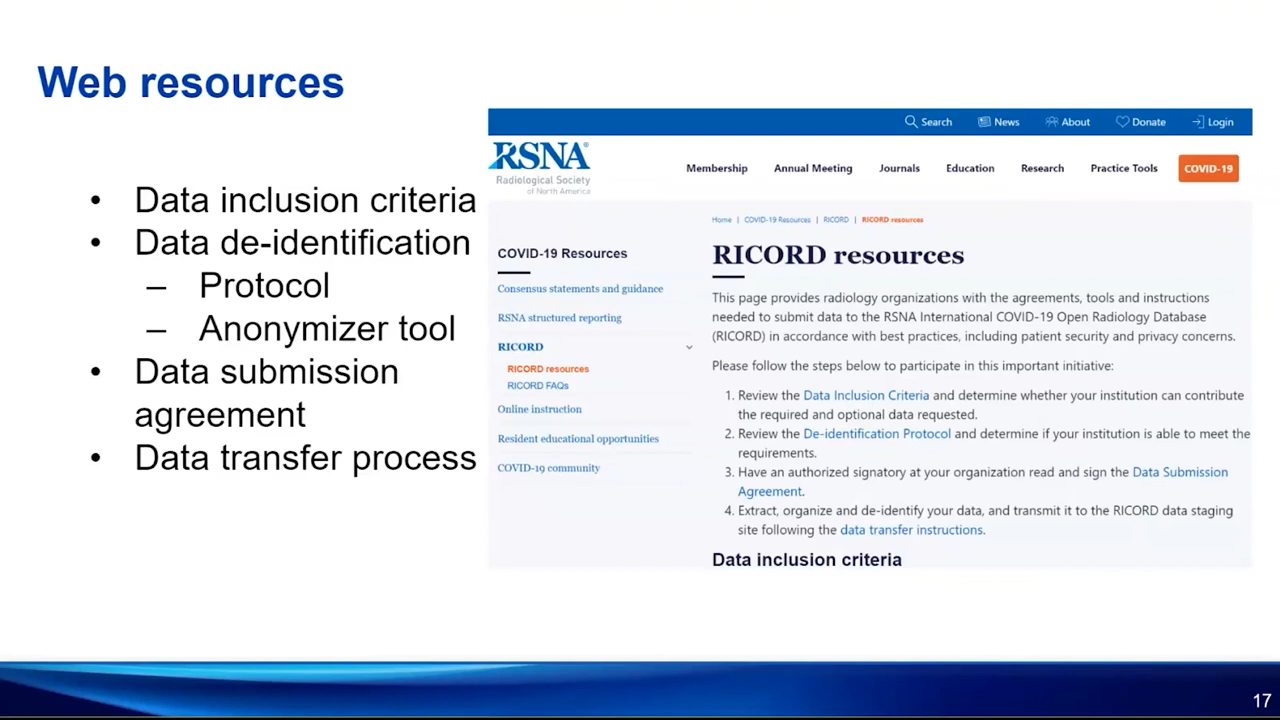 Web resources
• Data inclusion criteria
• Data de-identification
– Protocol
– Anonymizer tool
• Data submission
agreement
• Data transfer process
Search News About Donate Login
RSNA®
Radiological Society
of North America
Membership Annual Meeting Journals Education Research Practice Tools COVID-19
Home | COVID-19 Resources | RICORD | RICORD resources
COVID-19 Resources
Consensus statements and guidance
RSNA structured reporting
RICORD
RICORD resources
RICORD FAQs
Online instruction
Resident educational opportunities
COVID-19 community
RICORD resources
This page provides radiology organizations with the agreements, tools and instructions
needed to submit data to the RSNA International COVID-19 Open Radiology Database
(RICORD) in accordance with best practices, including patient security and privacy concerns.
Please follow the steps below to participate in this important initiative:
1. Review the Data Inclusion Criteria and determine whether your institution can contribute
the required and optional data requested.
2. Review the De-identification Protocol and determine if your institution is able to meet the
requirements.
3. Have an authorized signatory at your organization read and sign the Data Submission
Agreement.
4. Extract, organize and de-identify your data, and transmit it to the RICORD data staging
site following the data transfer instructions.
Data inclusion criteria
17